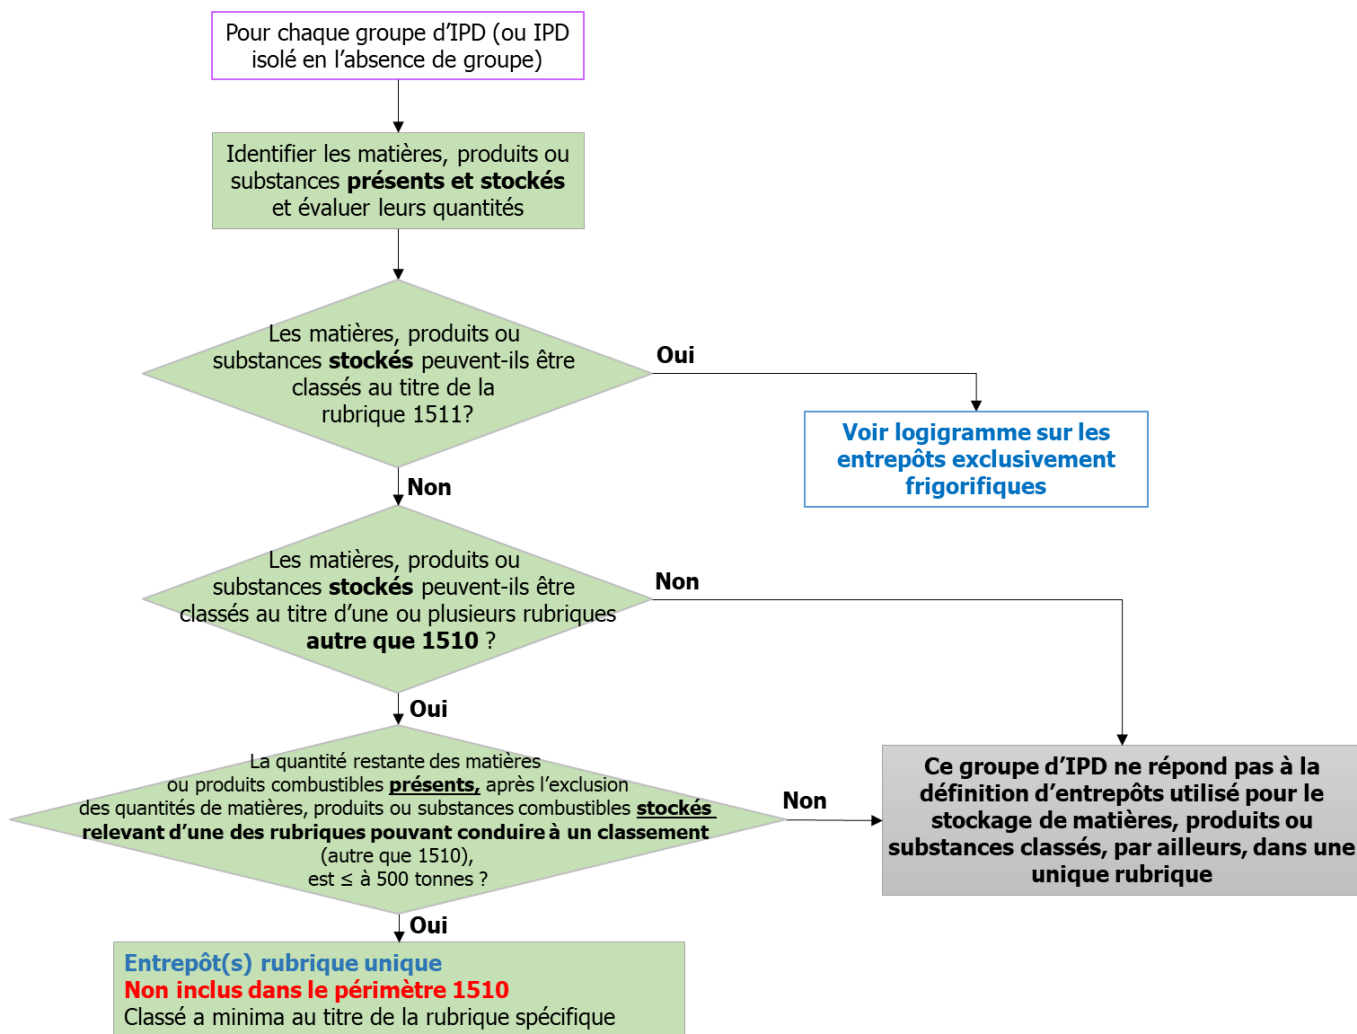 Pour chaque groupe d’IPD (ou IPD
isolé en l’absence de groupe)
Identifier les matières, produits ou
substances présents et stockés
et évaluer leurs quantités
Les matières, produits ou
substances stockés peuvent-ils être
classés au titre de la
rubrique 1511?
Oui
Voir logigramme sur les
entrepôts exclusivement
frigorifiques
Non
Les matières, produits ou
substances stockés peuvent-ils être
classés au titre d’une ou plusieurs rubriques
autre que 1510 ?
Non
Oui
La quantité restante des matières
ou produits combustibles présents, après l’exclusion
des quantités de matières, produits ou substances combustibles stockés
relevant d’une des rubriques pouvant conduire à un classement
(autre que 1510),
est ≤ à 500 tonnes ?
Non
Ce groupe d’IPD ne répond pas à la
définition d’entrepôts utilisé pour le
stockage de matières, produits ou
substances classés, par ailleurs, dans une
unique rubrique
Oui
Entrepôt(s) rubrique unique
Non inclus dans le périmètre 1510
Classé a minima au titre de la rubrique spécifique